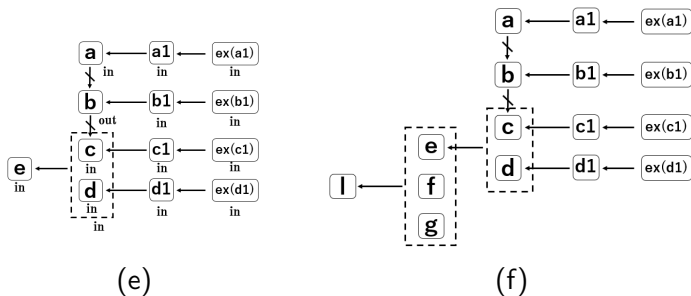 a a1 ex(a1)
in in in
b b1 ex(b1)
out in in
c c1 ex(c1)
in in in
e
in
d d1 ex(d1)
in in in
in
(e)
a a1 ex(a1)
b b1 ex(b1)
c c1 ex(c1)
e
d d1 ex(d1)
l f
g
(f)